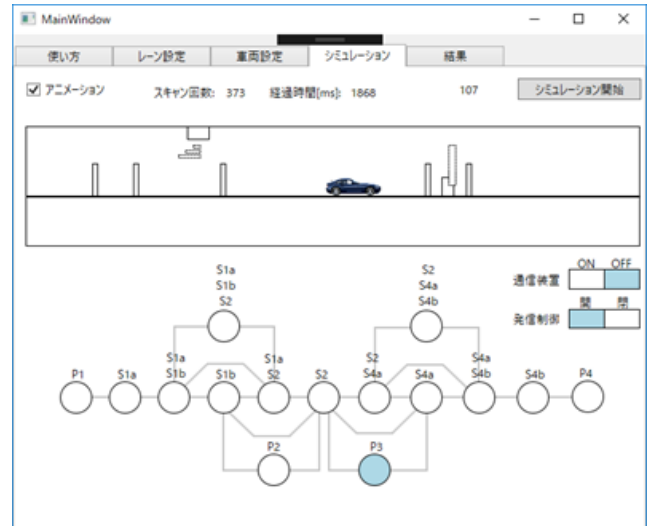 MainWindow
使い方 レーン設定 車両設定 シミュレーション 結果
アニメーション スキャン回数: 373 経過時間[ms]: 1868 107 シミュレーション開始
ON OFF
通信装置
開 閉
発信制御
S1a S2
S1b S4a
S2 S4b
S1a S1a S2 S4a
P1 S1a S1b S1b S2 S2 S4a S4a S4b S4b P4
P2 P3